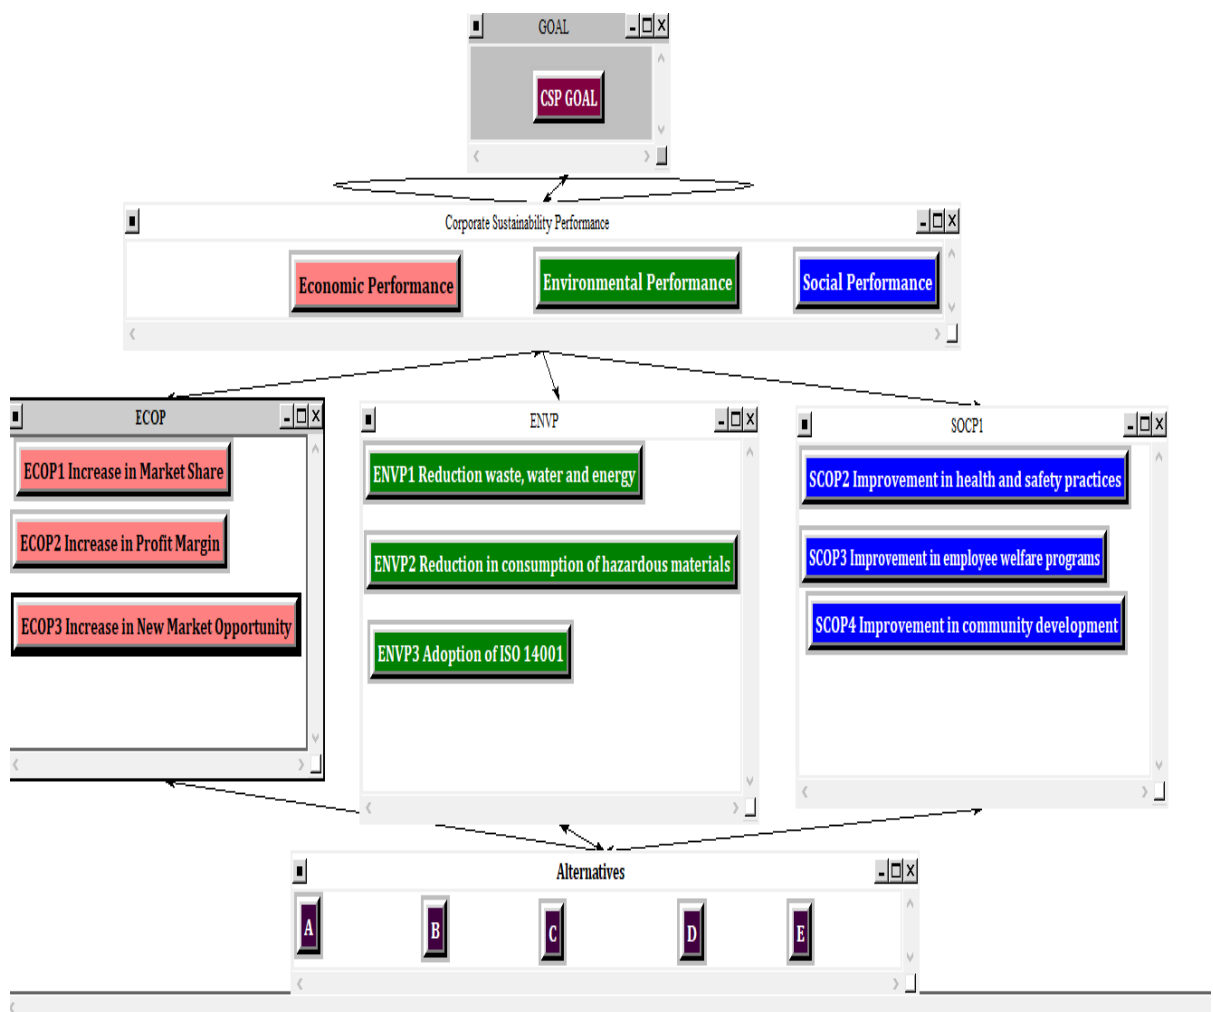 GOAL
CSP GOAL
Corporate Sustainability Performance
Economic Performance
Environmental Performance
Social Performance
ECOP
ECOP1 Increase in Market Share
ECOP2 Increase in Profit Margin
ECOP3 Increase in New Market Opportunity
ENVP
ENVP1 Reduction waste, water and energy
ENVP2 Reduction in consumption of hazardous materials
ENVP3 Adoption of ISO 14001
SOCP1
SCOP2 Improvement in health and safety practices
SCOP3 Improvement in employee welfare programs
SCOP4 Improvement in community development
Alternatives
A
B
C
D
E